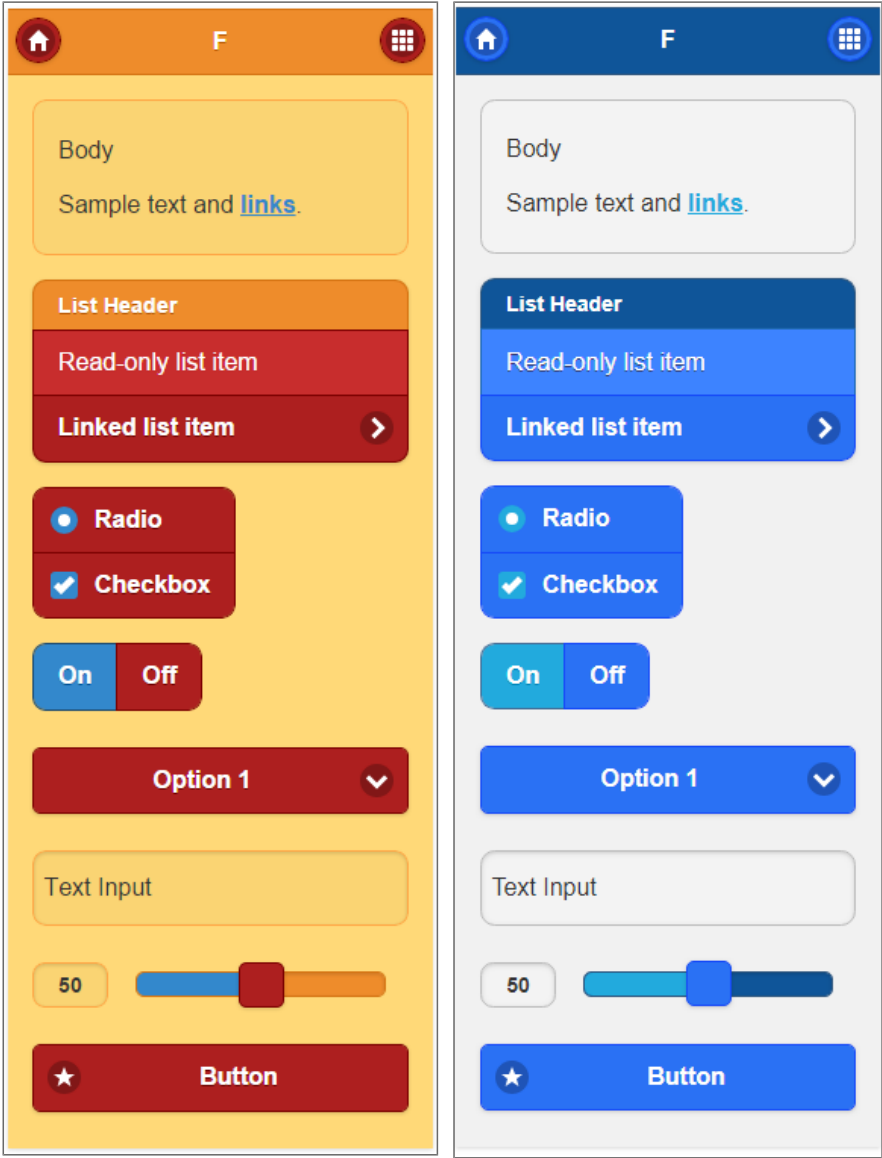 F
Body
Sample text and links.
List Header
Read-only list item
Linked list item
Radio
Checkbox
On Off
Option 1
Text Input
50
Button
F
Body
Sample text and links.
List Header
Read-only list item
Linked list item
Radio
Checkbox
On Off
Option 1
Text Input
50
Button